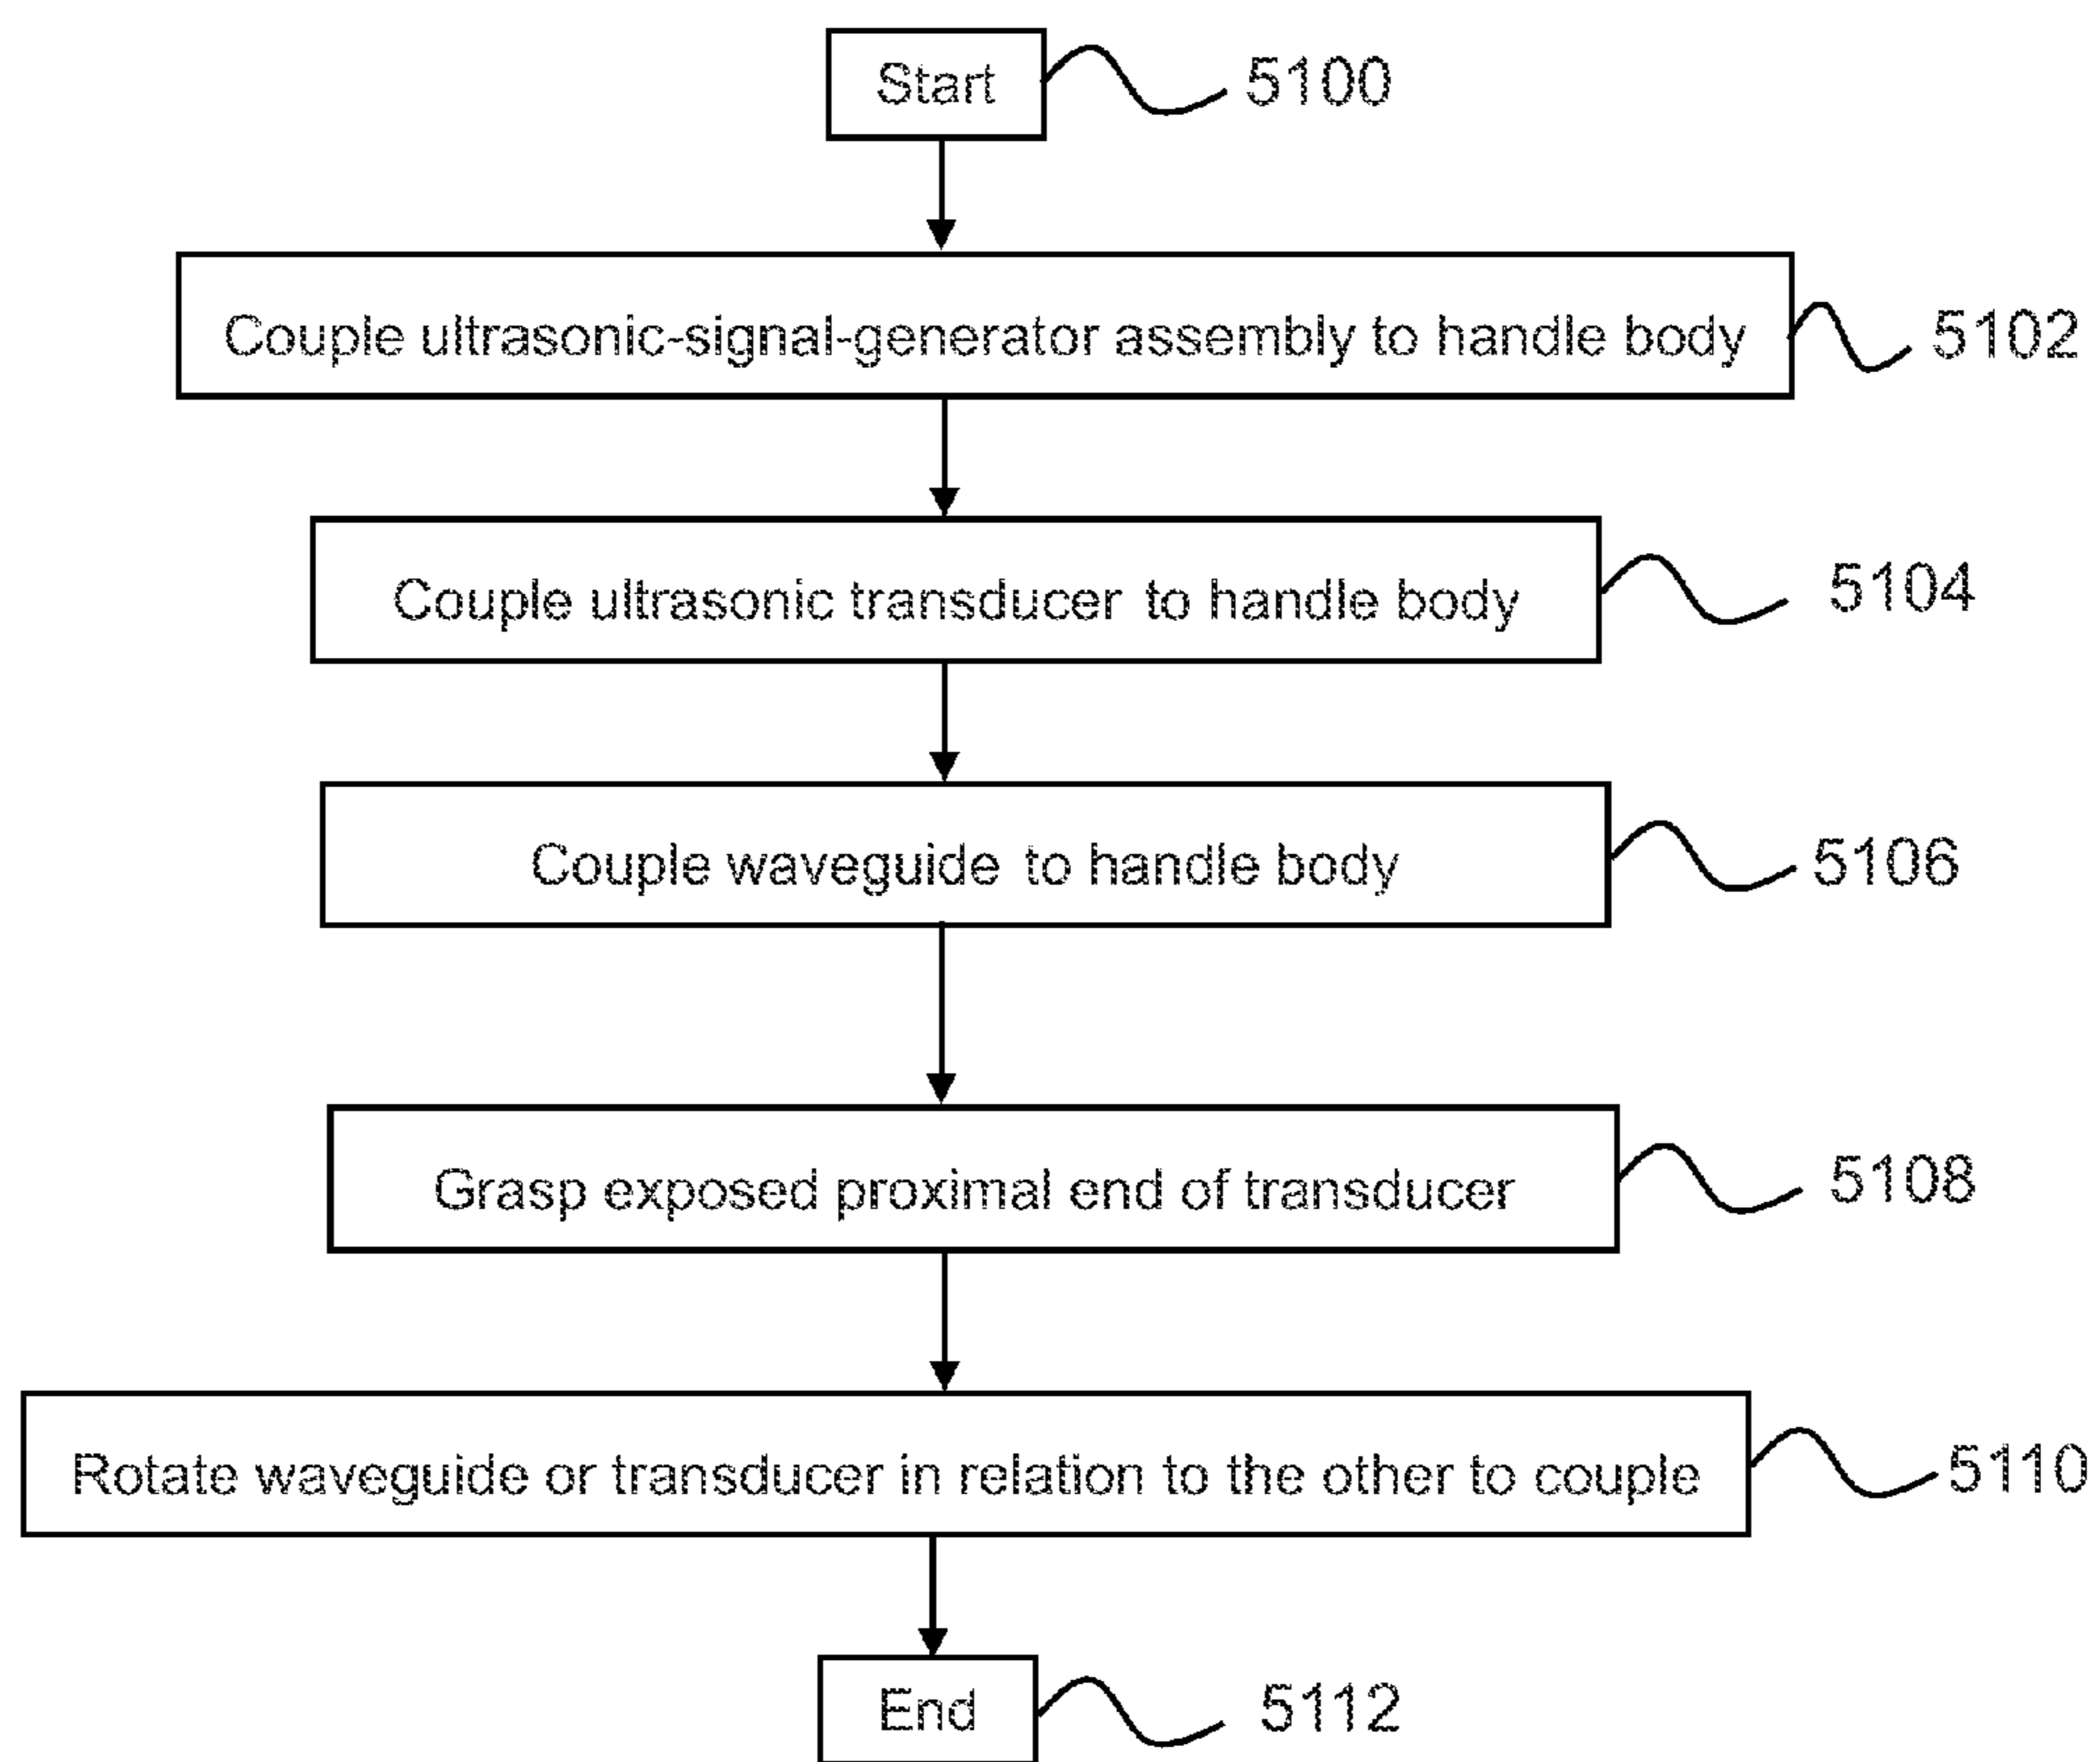 Start 5100
Couple ultrasonic-signal-generator assembly to handle body 5102
Couple ultrasonic transducer to handle body 5104
Couple waveguide to handle body 5106
Grasp exposed proximal end of transducer 5108
Rotate waveguide or transducer in relation to the other to couple 5110
End 5112